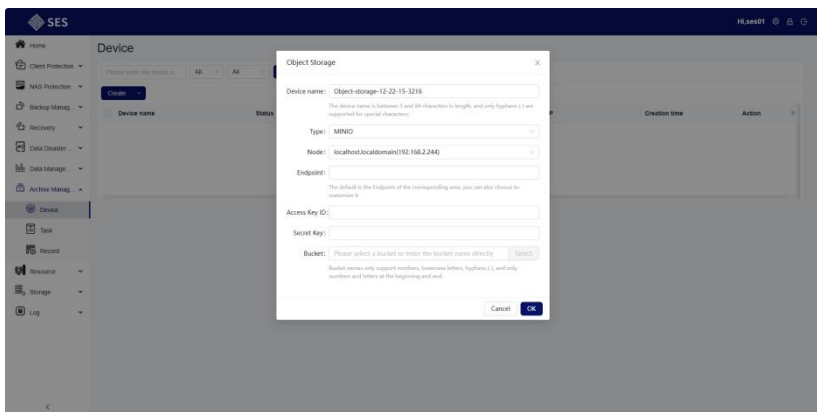 SES
Hi,ses01
Home
Client Protection
NAS Protection
Backup Manag...
Recovery
Data Disaster ...
Data Manage...
Archive Manag...
Device
Task
Record
Resource
Storage
Log
Device
Please enter the device n...
All
All
Create
Device name
Status
P
Creation time
Action
Object Storage
Device name: Object-storage-12-22-15-3216
The device name is between 3 and 64 characters in length, and only hyphens (-) are
supported for special characters
Type: MINIO
Node: localhost.localdomain(192.168.2.244)
Endpoint:
The default is the Endpoint of the corresponding area. you can also choose to
customize it
Access Key ID:
Secret Key:
Bucket: Please select a bucket or enter the bucket name directly Select
Bucket names only support numbers, lowercase letters, hyphens (-), and only
numbers and letters at the beginning and end.
Cancel OK